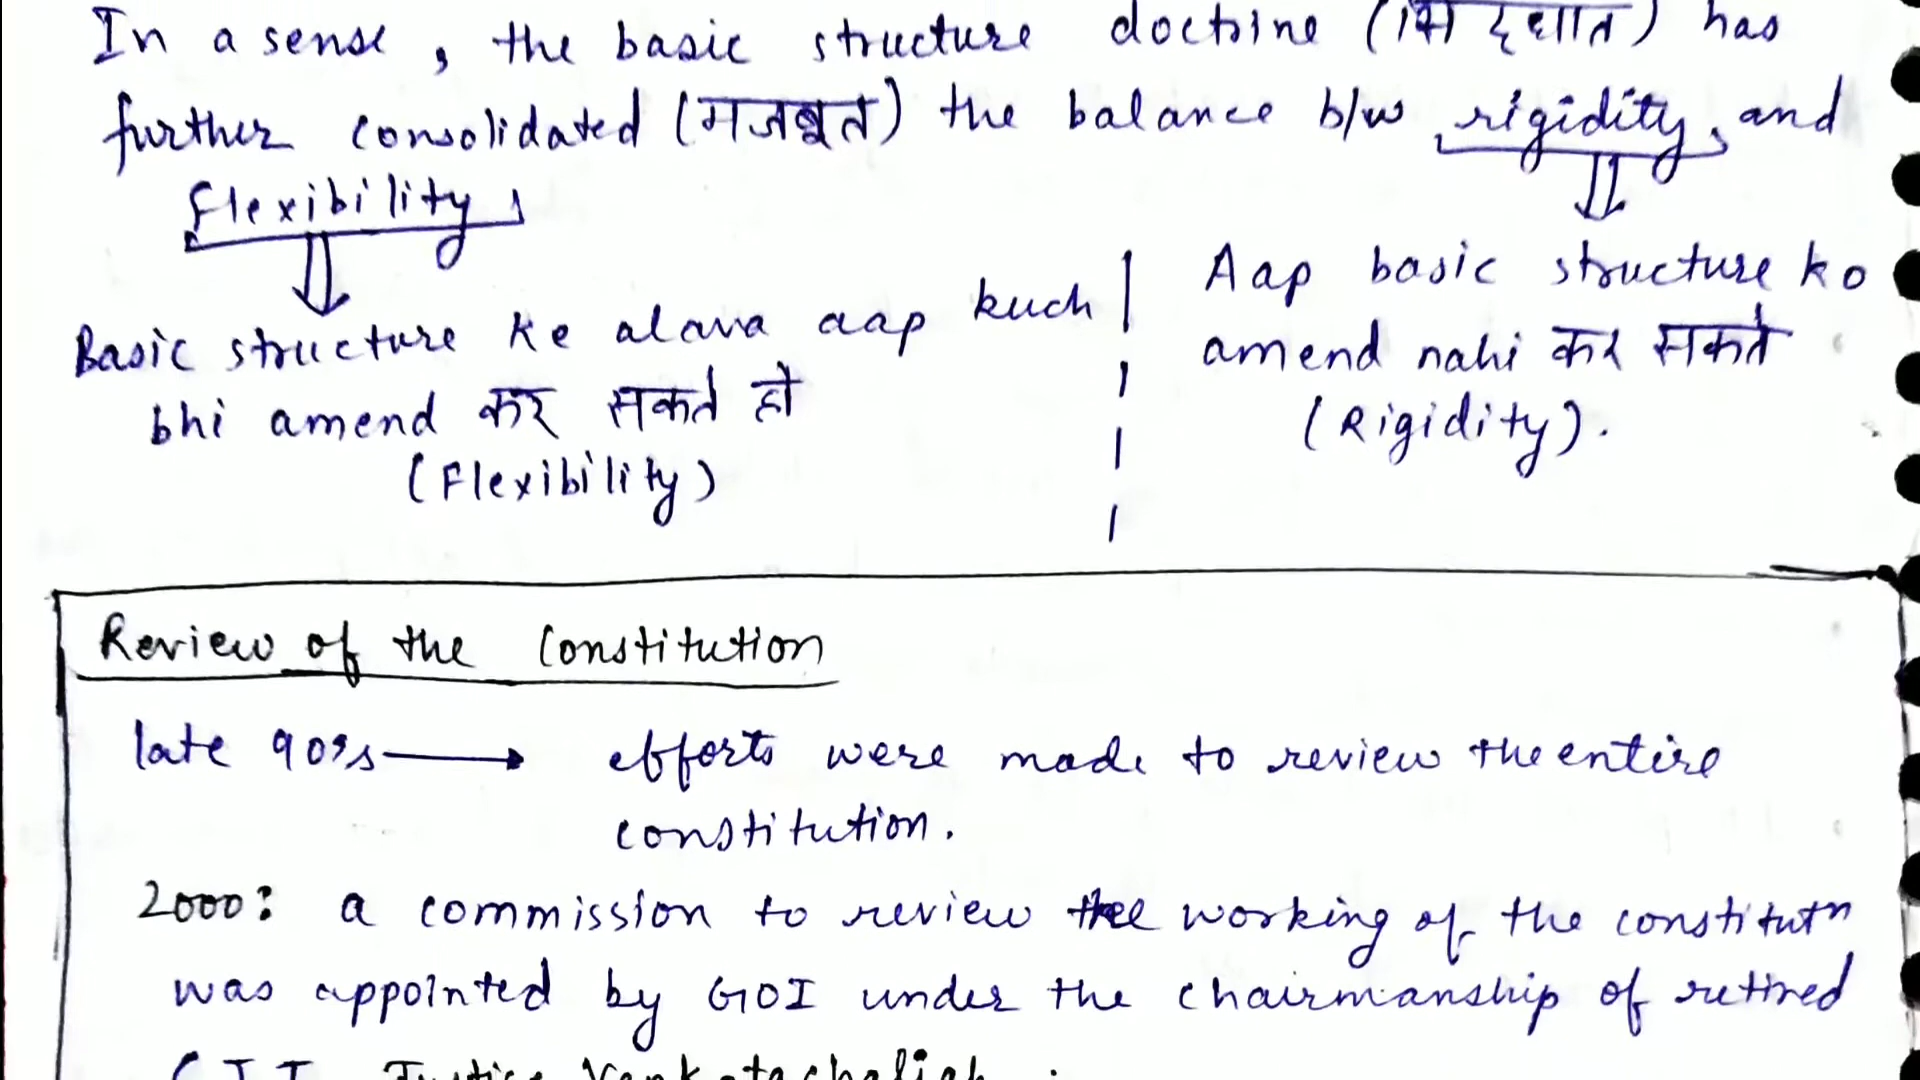 In a sense, the basic structure doctrine (सिद्धांत) has
further consolidated (मजबूत) the balance b/w rigidity and
flexibility
Basic structure ke alava aap kuch
bhi amend कर सकते हो
(Flexibility)
Aap basic structure ko
amend nahi कर सकते
(Rigidity).
Review of the Constitution
late 90's → efforts were made to review the entire
constitution.
2000: a commission to review the working of the constitutn
was appointed by GOI under the chairmanship of retired
CJI Justice Venkatachaliah.